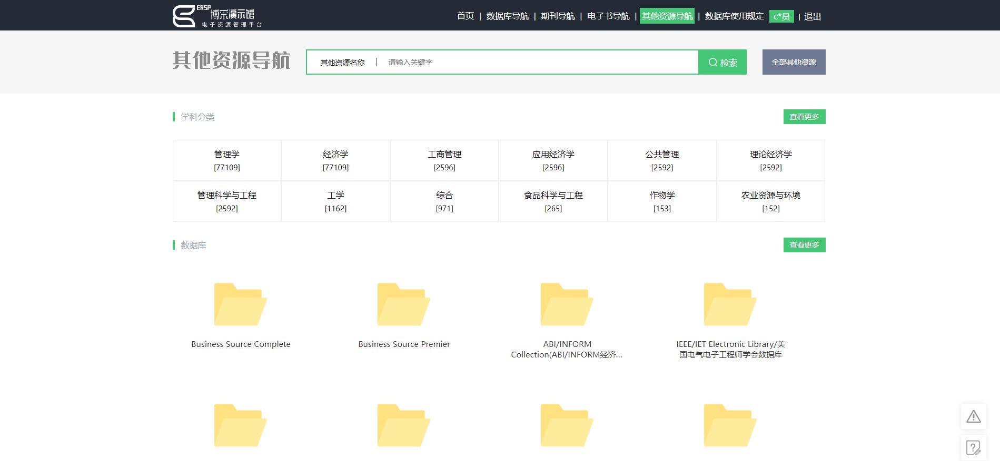 ERSP 博采演示馆
电子资源管理平台
首页 | 数据库导航 | 期刊导航 | 电子书导航 | 其他资源导航 | 数据库使用规定 c*员 | 退出
其他资源导航
其他资源名称 | 请输入关键字
检索
全部其他资源
学科分类
查看更多
管理学 经济学 工商管理 应用经济学 公共管理 理论经济学
[77109] [77109] [2596] [2596] [2592] [2592]
管理科学与工程 工学 综合 食品科学与工程 作物学 农业资源与环境
[2592] [1162] [971] [265] [153] [152]
数据库
查看更多
Business Source Complete
Business Source Premier
ABI/INFORM
Collection(ABI/INFORM经济...
IEEE/IET Electronic Library/美
国电气电子工程师学会数据库